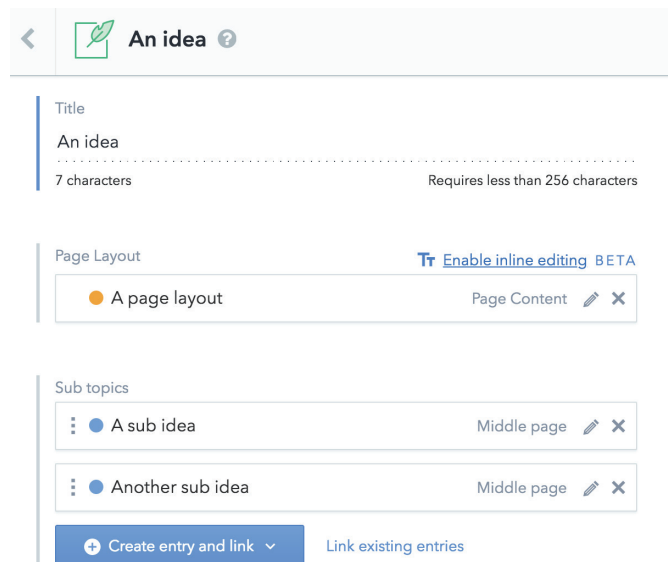 An idea ?
Title
An idea
7 characters Requires less than 256 characters
Page Layout Tт Enable inline editing BETA
A page layout Page Content
Sub topics
A sub idea Middle page
Another sub idea Middle page
Create entry and link Link existing entries